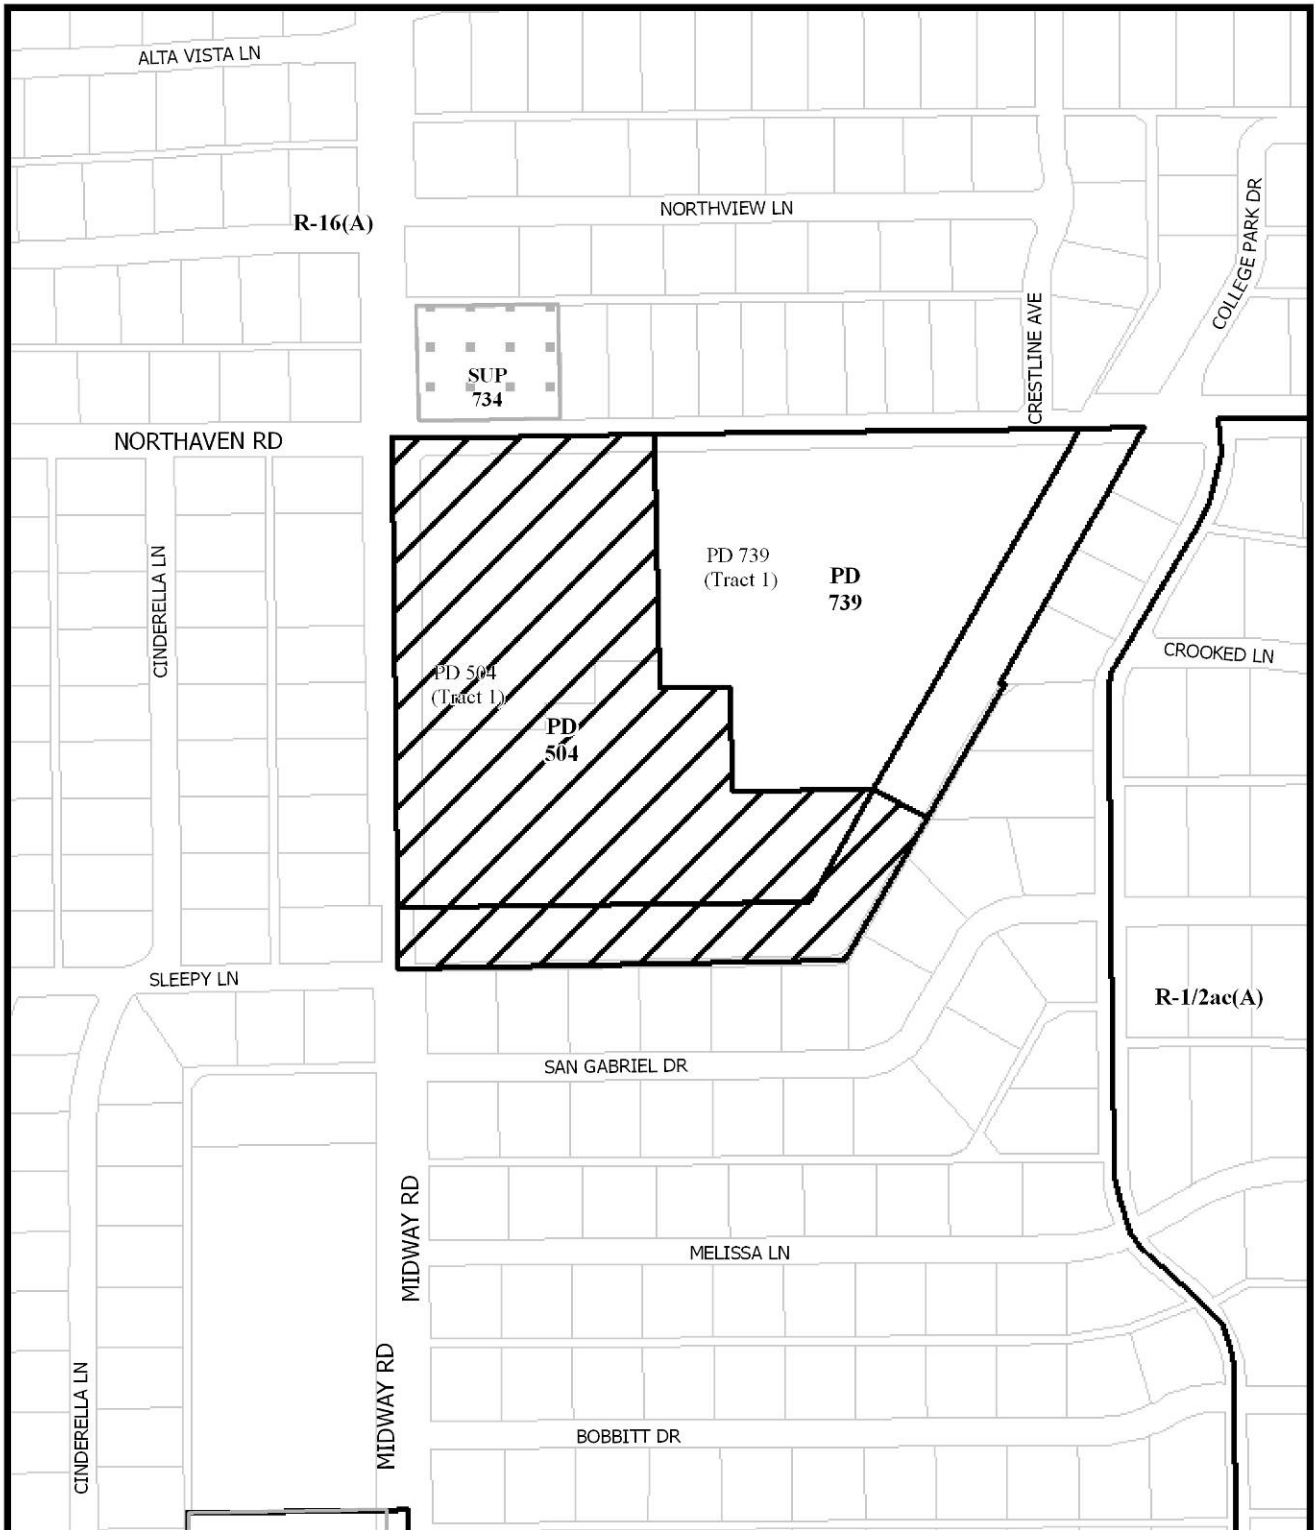 ALTA VISTA LN
COLLEGE PARK DR
NORTHVIEW LN
R-16(A)
CRESTLINE AVE
SUP
734
NORTHAVEN RD
CINDERELLA LN
PD 739
(Tract 1)
PD
739
CROOKED LN
PD 504
(Tract 1)
PD
504
SLEEPY LN
R-1/2ac(A)
SAN GABRIEL DR
MIDWAY RD
MELISSA LN
MIDWAY RD
CINDERELLA LN
BOBBITT DR